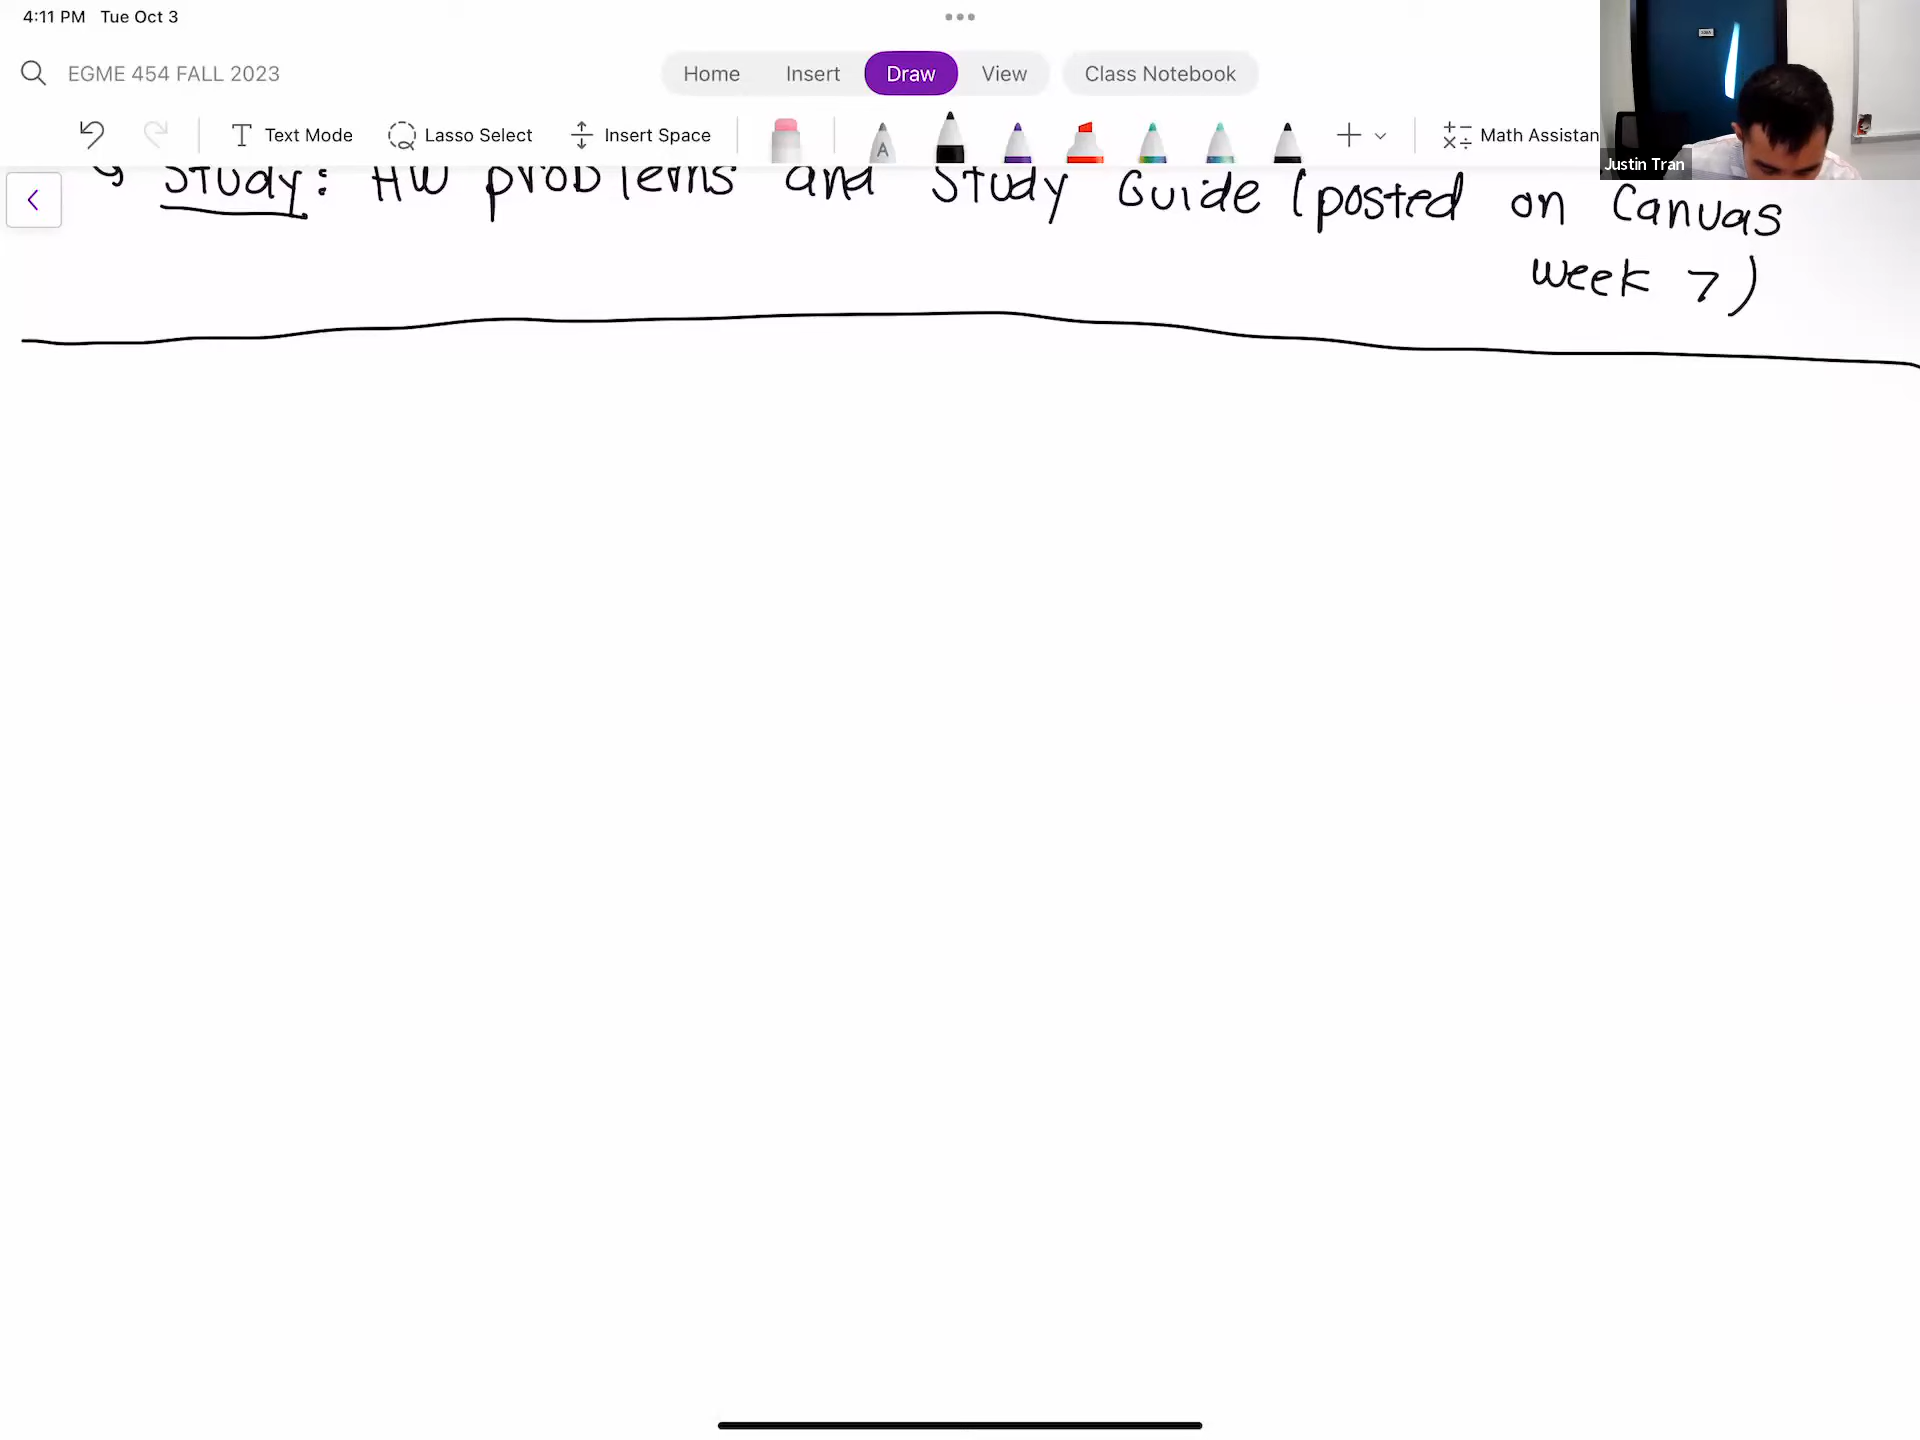 4:11 PM Tue Oct 3
EGME 454 FALL 2023
Home Insert Draw View Class Notebook
Text Mode Lasso Select Insert Space A Math Assistan
Justin Tran
Study: HW problems and Study Guide (posted on Canvas
week 7)